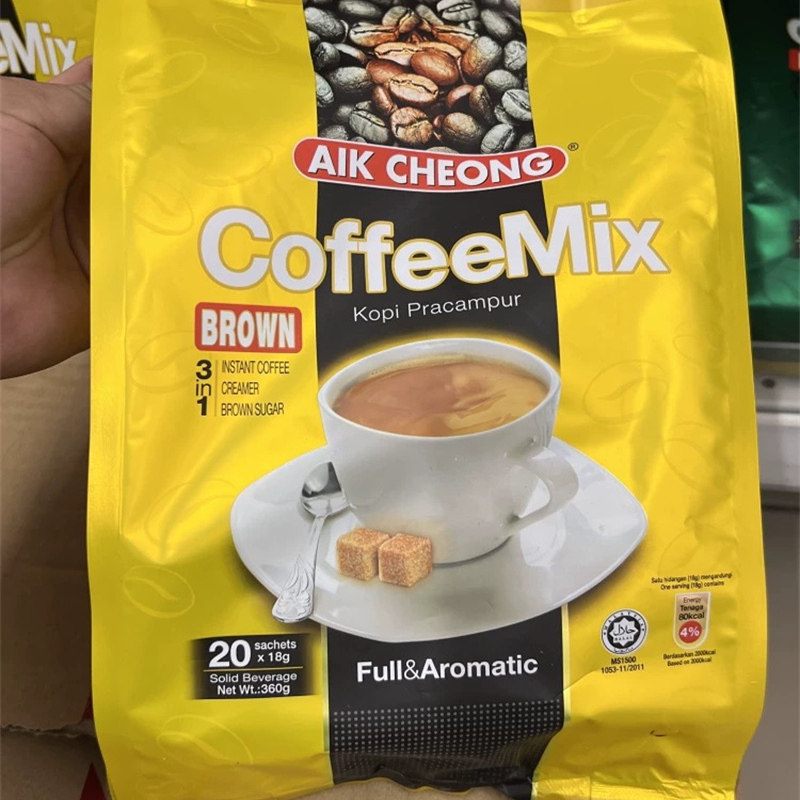 eMix
AIK CHEONG®
CoffeeMix
Kopi Pracampur
BROWN
3 in 1
INSTANT COFFEE
CREAMER
BROWN SUGAR
Satu hidangan (18g) mengandungi
One serving (18g) contains
Energy
Tenaga
80kcal
4%
Berdasarkan 2000kcal
Based on 2000kcal
حلال
HALAL
MS1500
1053-11/2011
20 sachets
x 18g
Solid Beverage
Net Wt.:360g
Full&Aromatic